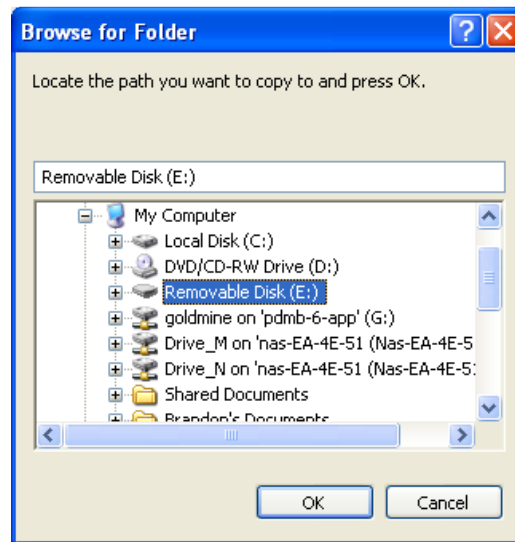 Browse for Folder
?
Locate the path you want to copy to and press OK.
Removable Disk (E:)
My Computer
Local Disk (C:)
DVD/CD-RW Drive (D:)
Removable Disk (E:)
goldmine on 'pdmb-6-app' (G:)
Drive_M on 'nas-EA-4E-51 (Nas-EA-4E-5
Drive_N on 'nas-EA-4E-51 (Nas-EA-4E-5:
Shared Documents
Brandon's Documents
OK Cancel